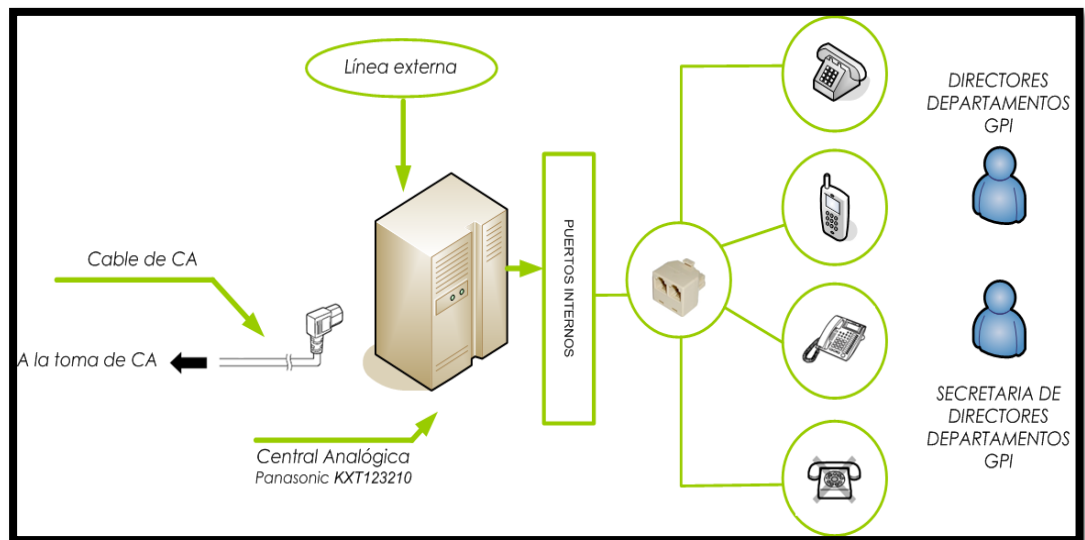 Línea externa
DIRECTORES
DEPARTAMENTOS
GPI
PUERTOS INTERNOS
Cable de CA
A la toma de CA
Central Analógica
Panasonic KXT123210
SECRETARIA DE
DIRECTORES
DEPARTAMENTOS
GPI